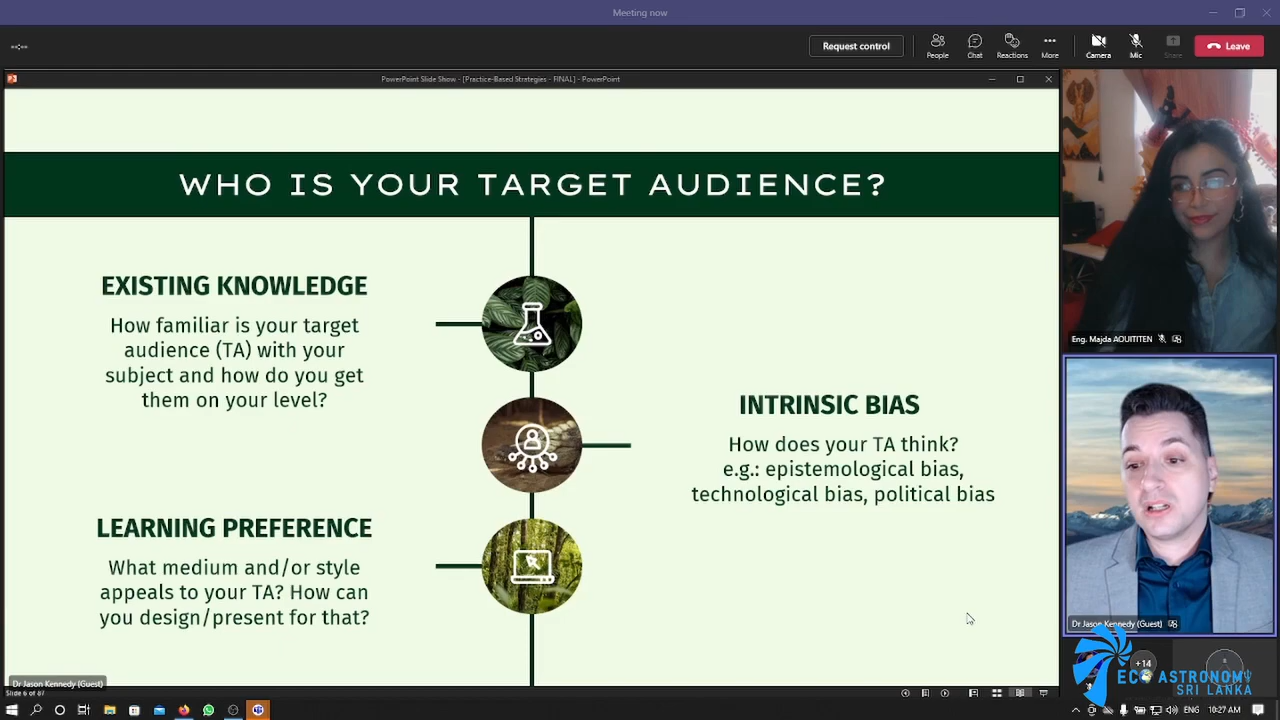 Meeting now
Request control
People
Chat
Reactions
More
Camera
Mic
Share
Leave
PowerPoint Slide Show - [Practice-Based Strategies - FINAL] - PowerPoint
WHO IS YOUR TARGET AUDIENCE?
EXISTING KNOWLEDGE
How familiar is your target
audience (TA) with your
subject and how do you get
them on your level?
INTRINSIC BIAS
How does your TA think?
e.g.: epistemological bias,
technological bias, political bias
LEARNING PREFERENCE
What medium and/or style
appeals to your TA? How can
you design/present for that?
Eng. Majda AOUITITEN
Dr Jason Kennedy (Guest)
+14
ECO ASTRONOMY
SRI LANKA
Dr Jason Kennedy (Guest)
Slide 6 of 87
ENG
10:27 AM